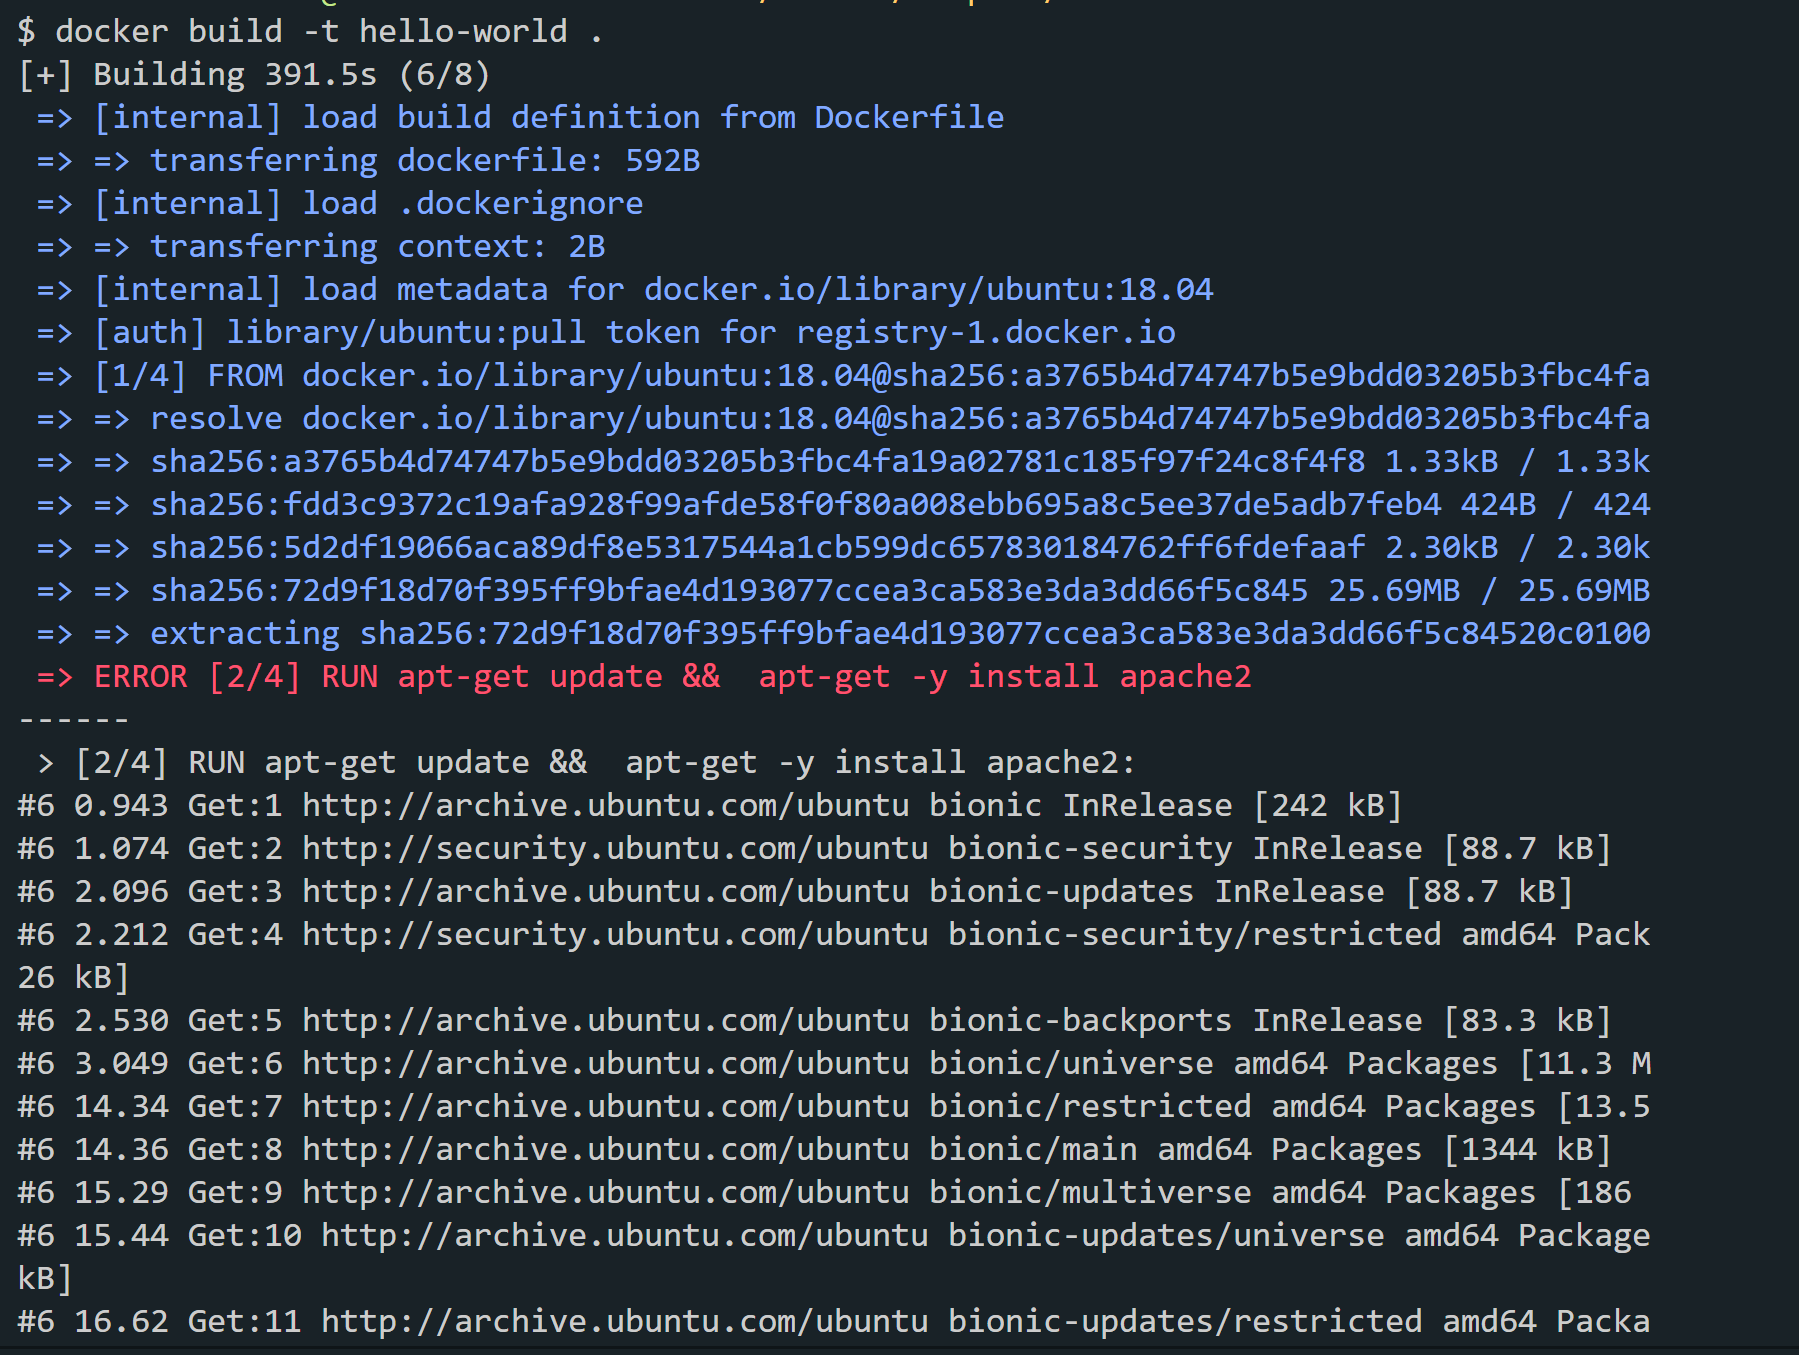 $ docker build -t hello-world .
[+] Building 391.5s (6/8)
 => [internal] load build definition from Dockerfile
 => => transferring dockerfile: 592B
 => [internal] load .dockerignore
 => => transferring context: 2B
 => [internal] load metadata for docker.io/library/ubuntu:18.04
 => [auth] library/ubuntu:pull token for registry-1.docker.io
 => [1/4] FROM docker.io/library/ubuntu:18.04@sha256:a3765b4d74747b5e9bdd03205b3fbc4fa
 => => resolve docker.io/library/ubuntu:18.04@sha256:a3765b4d74747b5e9bdd03205b3fbc4fa
 => => sha256:a3765b4d74747b5e9bdd03205b3fbc4fa19a02781c185f97f24c8f4f8 1.33kB / 1.33k
 => => sha256:fdd3c9372c19afa928f99afde58f0f80a008ebb695a8c5ee37de5adb7feb4 424B / 424
 => => sha256:5d2df19066aca89df8e5317544a1cb599dc657830184762ff6fdefaaf 2.30kB / 2.30k
 => => sha256:72d9f18d70f395ff9bfae4d193077ccea3ca583e3da3dd66f5c845 25.69MB / 25.69MB
 => => extracting sha256:72d9f18d70f395ff9bfae4d193077ccea3ca583e3da3dd66f5c84520c0100
 => ERROR [2/4] RUN apt-get update &&  apt-get -y install apache2
------
 > [2/4] RUN apt-get update &&  apt-get -y install apache2:
#6 0.943 Get:1 http://archive.ubuntu.com/ubuntu bionic InRelease [242 kB]
#6 1.074 Get:2 http://security.ubuntu.com/ubuntu bionic-security InRelease [88.7 kB]
#6 2.096 Get:3 http://archive.ubuntu.com/ubuntu bionic-updates InRelease [88.7 kB]
#6 2.212 Get:4 http://security.ubuntu.com/ubuntu bionic-security/restricted amd64 Pack
26 kB]
#6 2.530 Get:5 http://archive.ubuntu.com/ubuntu bionic-backports InRelease [83.3 kB]
#6 3.049 Get:6 http://archive.ubuntu.com/ubuntu bionic/universe amd64 Packages [11.3 M
#6 14.34 Get:7 http://archive.ubuntu.com/ubuntu bionic/restricted amd64 Packages [13.5
#6 14.36 Get:8 http://archive.ubuntu.com/ubuntu bionic/main amd64 Packages [1344 kB]
#6 15.29 Get:9 http://archive.ubuntu.com/ubuntu bionic/multiverse amd64 Packages [186
#6 15.44 Get:10 http://archive.ubuntu.com/ubuntu bionic-updates/universe amd64 Package
kB]
#6 16.62 Get:11 http://archive.ubuntu.com/ubuntu bionic-updates/restricted amd64 Packa